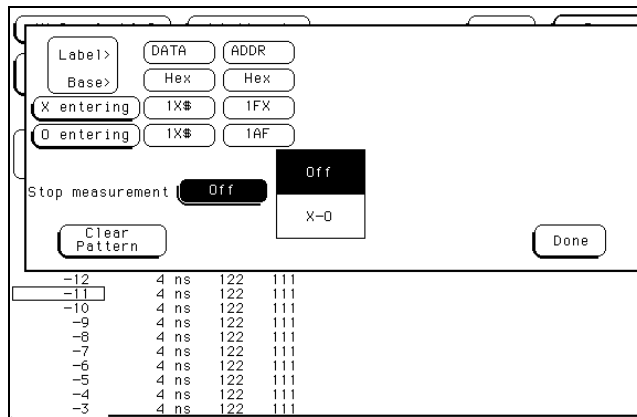 Label> DATA ADDR
Base> Hex Hex
X entering 1X# 1FX
O entering 1X# 1AF
Off
Stop measurement Off
X-O
Clear
Pattern
Done
-12 4 ns 122 111
-11 4 ns 122 111
-10 4 ns 122 111
-9 4 ns 122 111
-8 4 ns 122 111
-7 4 ns 122 111
-6 4 ns 122 111
-5 4 ns 122 111
-4 4 ns 122 111
-3 4 ns 122 111